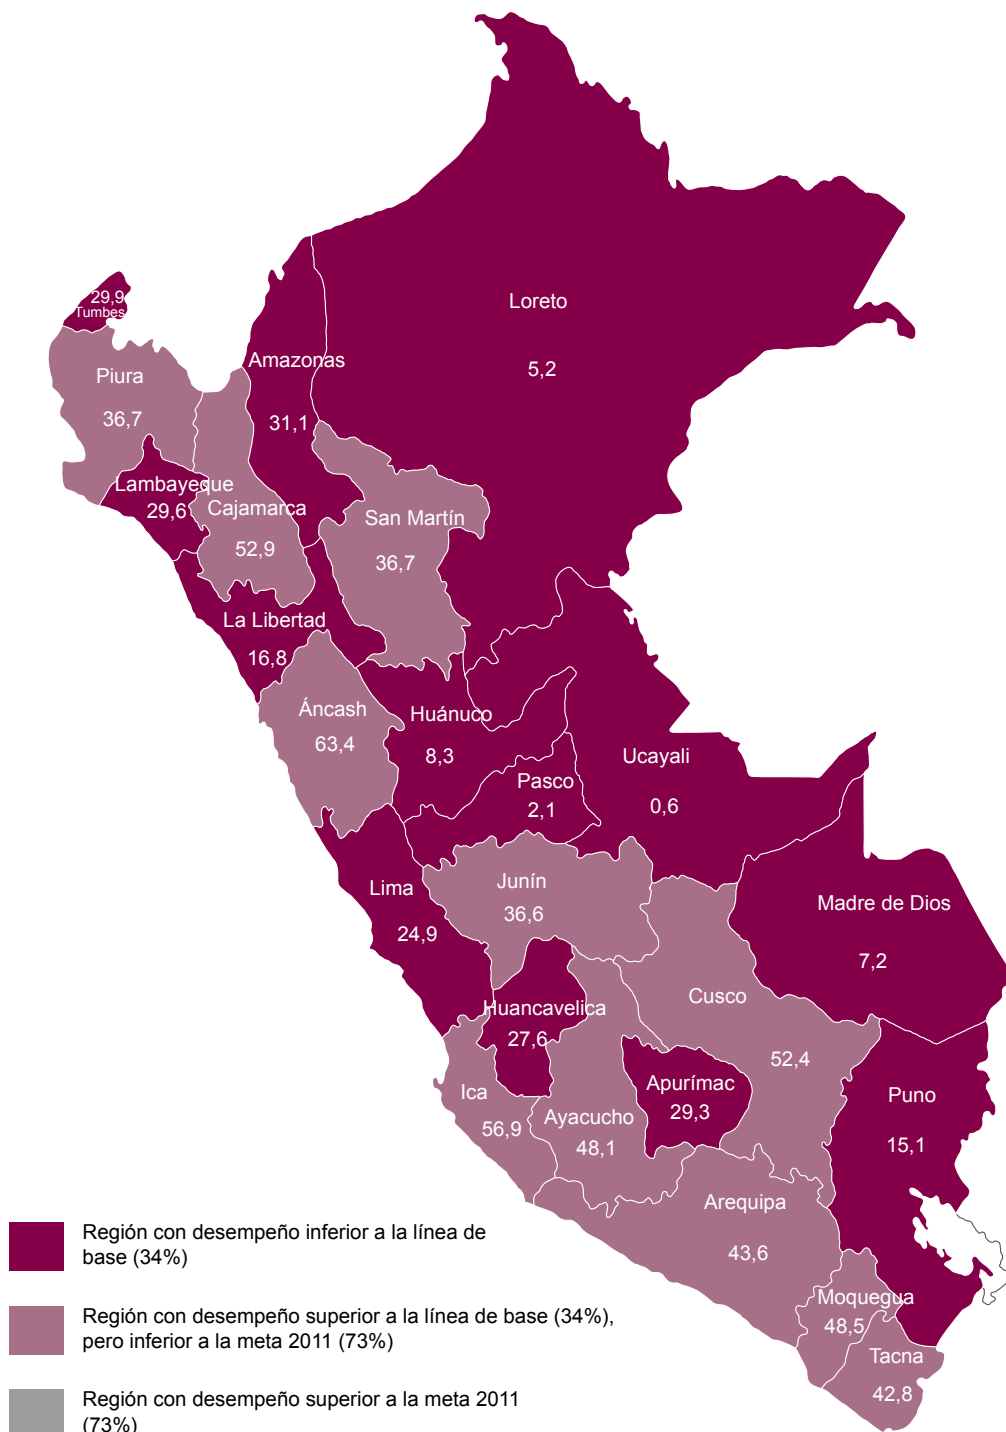 Loreto
5,2
29,9
Tumbes
Amazonas
31,1
Piura
36,7
Lambayeque
29,6
Cajamarca
52,9
San Martín
36,7
La Libertad
16,8
Áncash
63,4
Huánuco
8,3
Ucayali
0,6
Pasco
2,1
Lima
24,9
Junín
36,6
Madre de Dios
7,2
Cusco
52,4
Huancavelica
27,6
Ica
56,9
Ayacucho
48,1
Apurímac
29,3
Puno
15,1
Arequipa
43,6
Moquegua
48,5
Tacna
42,8
Región con desempeño inferior a la línea de
base (34%)
Región con desempeño superior a la línea de base (34%),
pero inferior a la meta 2011 (73%)
Región con desempeño superior a la meta 2011
(73%)